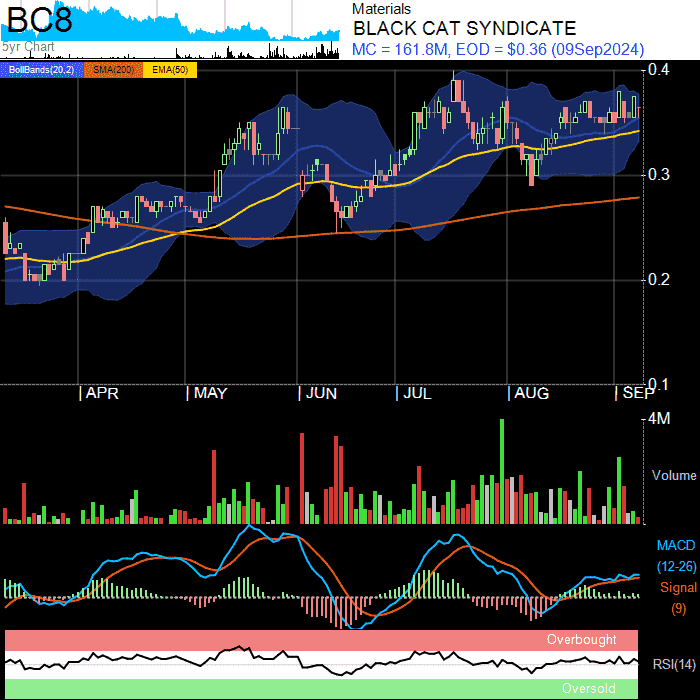 BC8
5yr Chart
Materials
BLACK CAT SYNDICATE
MC = 161.8M, EOD = $0.36 (09Sep2024)
BollBands(20,2) SMA(200) EMA(50)
0.4
0.3
0.2
0.1
| APR | MAY | JUN | JUL | AUG | SEP
4M
Volume
MACD
(12-26)
Signal
(9)
Overbought
RSI(14)
Oversold